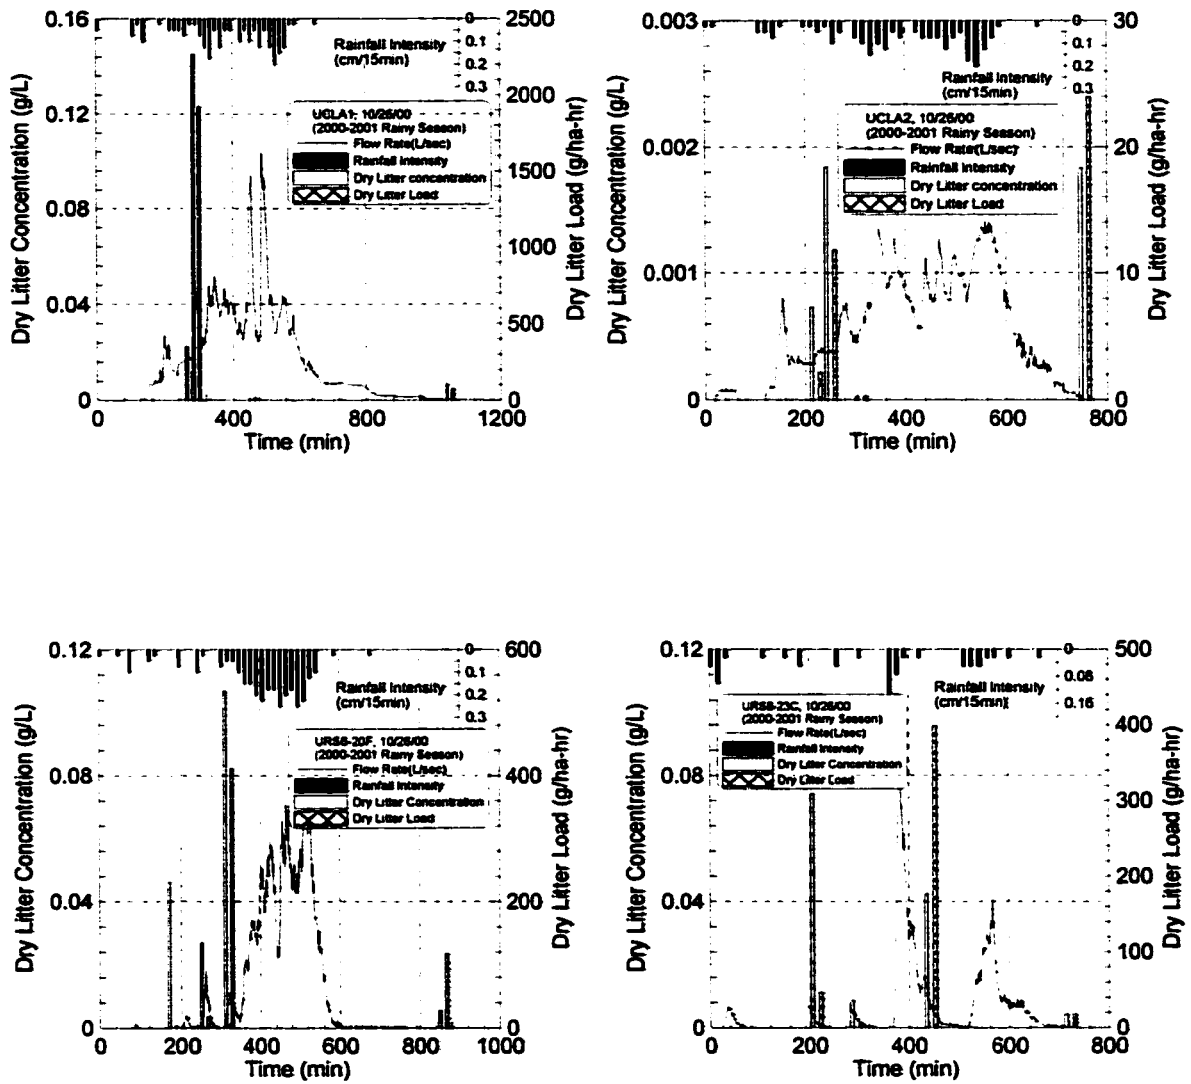 0.16
0.12
0.08
0.04
0
Dry Litter Concentration (g/L)
0
400
800
1200
Time (min)
2500
2000
1500
1000
500
0
Dry Litter Load (g/ha-hr)
0
0.1
0.2
0.3
Rainfall Intensity
(cm/15min)
UCLA1, 10/26/00
(2000-2001 Rainy Season)
Flow Rate(L/sec)
Rainfall Intensity
Dry Litter concentration
Dry Litter Load
0.003
0.002
0.001
0
Dry Litter Concentration (g/L)
0
200
400
600
800
Time (min)
30
20
10
0
Dry Litter Load (g/ha-hr)
0
0.1
0.2
0.3
Rainfall Intensity
(cm/15min)
UCLA2, 10/26/00
(2000-2001 Rainy Season)
Flow Rate(L/sec)
Rainfall Intensity
Dry Litter concentration
Dry Litter Load
0.12
0.08
0.04
0
Dry Litter Concentration (g/L)
0
200
400
600
800
1000
Time (min)
600
400
200
0
Dry Litter Load (g/ha-hr)
0
0.1
0.2
0.3
Rainfall Intensity
(cm/15min)
10/26/00
(2000-2001 Rainy Season)
Flow Rate(L/sec)
Rainfall Intensity
Dry Litter Concentration
Dry Litter Load
0.12
0.08
0.04
0
Dry Litter Concentration (g/L)
0
200
400
600
800
Time (min)
500
400
300
200
100
0
Dry Litter Load (g/ha-hr)
0
0.08
0.16
Rainfall Intensity
(cm/15min)
10/26/00
(2000-2001 Rainy Season)
Flow Rate(L/sec)
Rainfall Intensity
Dry Litter Concentration
Dry Litter Load